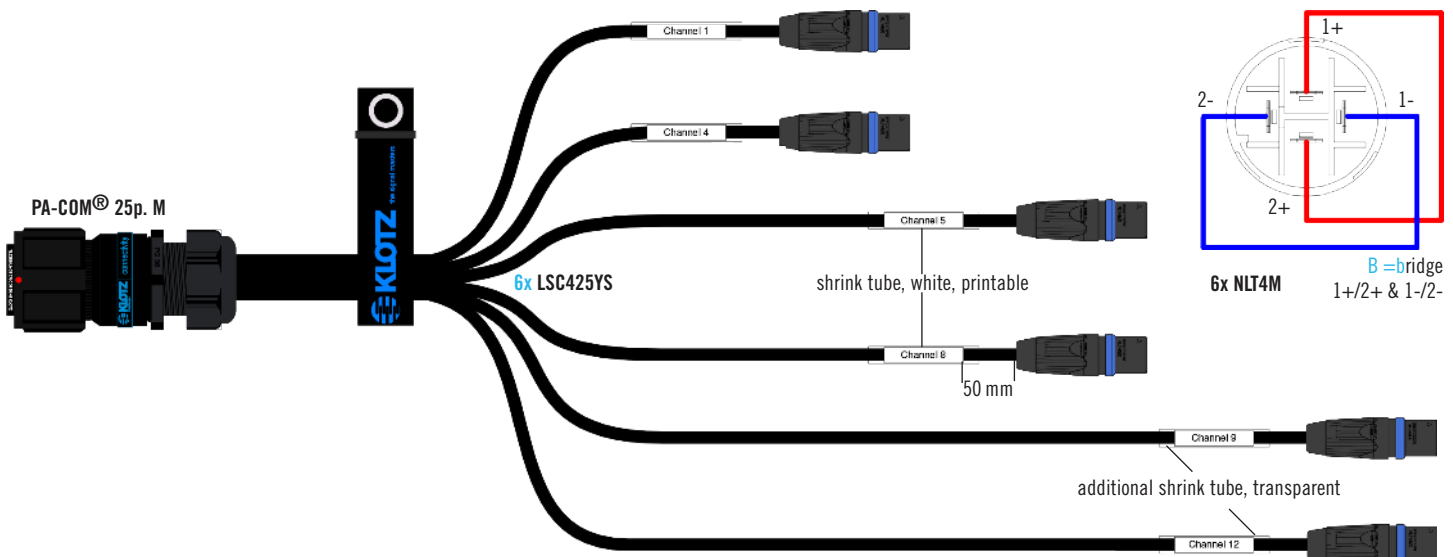 Channel 1
1+
Channel 4
2-
1-
PA-COM® 25p. M
KLOTZ
the signal masters
KLOTZ
2+
Channel 5
6x LSC425YS
shrink tube, white, printable
6x NLT4M
B =bridge
1+/2+ & 1-/2-
Channel 8
50 mm
Channel 9
additional shrink tube, transparent
Channel 12